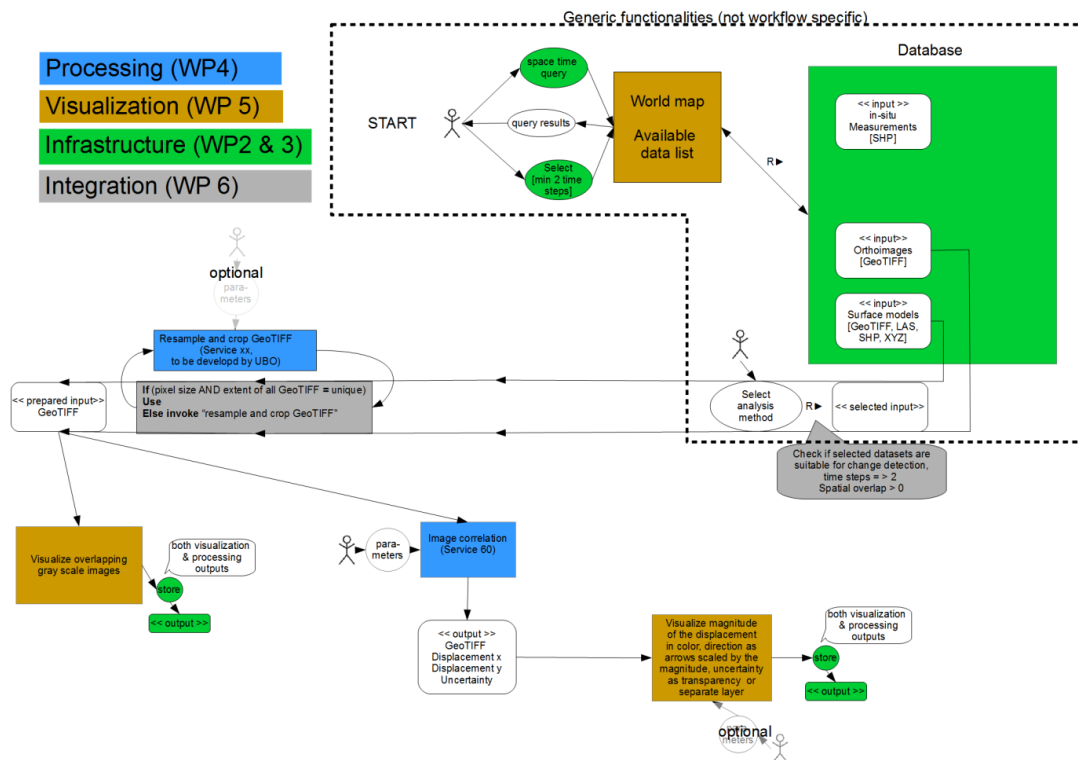 Generic functionalities (not workflow specific)
Processing (WP4)
Visualization (WP 5)
Infrastructure (WP2 & 3)
Integration (WP 6)
START
space time
query
query results
Select
[min 2 time
steps]
World map
Available
data list
R►
Database
<< input >>
in-situ
Measurements
[SHP]
<< input>>
Orthoimages
[GeoTIFF]
<<input>>
Surface models
[GeoTIFF, LAS,
SHP, XYZ]
optional
para-
meters
Resample and crop GeoTIFF
(Service xx,
to be developd by UBO)
If (pixel size AND extent of all GeoTIFF = unique)
Use
Else invoke "resample and crop GeoTIFF"
<< prepared input>>
GeoTIFF
Select
analysis
method
R►
<< selected input>>
Check if selected datasets are
suitable for change detection,
time steps = > 2
Spatial overlap > 0
Visualize overlapping
gray scale images
both visualization
& processing
outputs
store
<< output >>
para-
meters
Image correlation
(Service 60)
<< output >>
GeoTIFF
Displacement x
Displacement y
Uncertainty
Visualize magnitude
of the displacement
in color, direction as
arrows scaled by the
magnitude, uncertainty
as transparency or
separate layer
both visualization
& processing
outputs
store
<< output >>
optional
meters